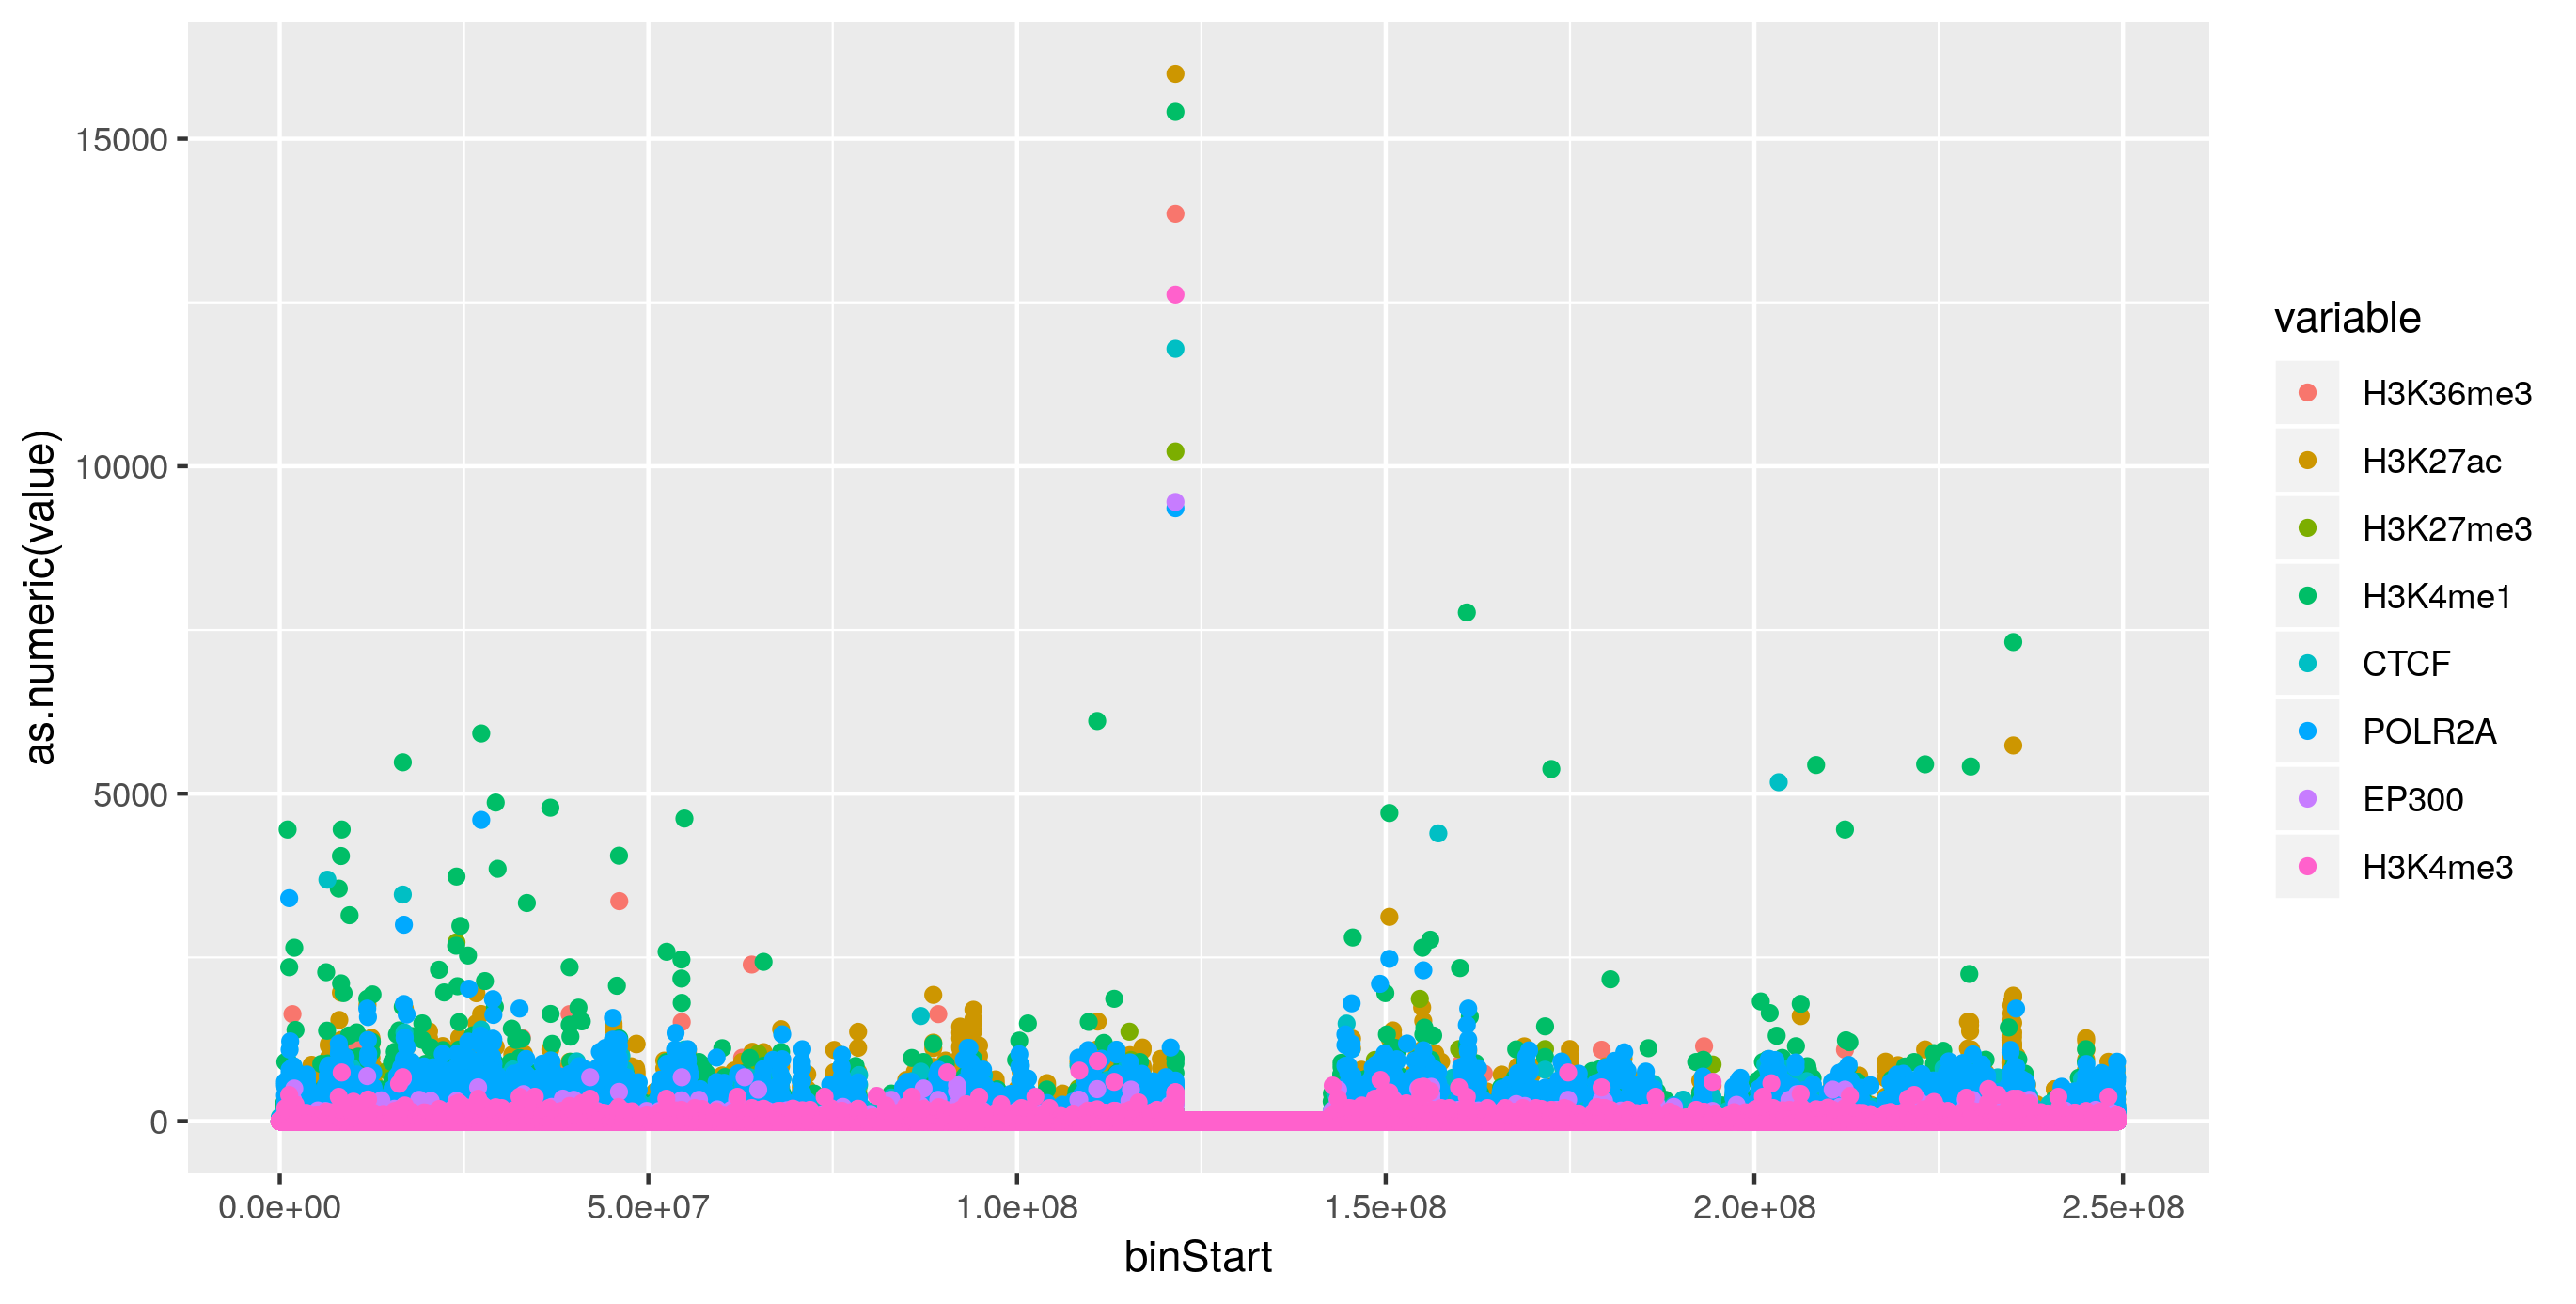 as.numeric(value)
15000
10000
5000
0
0.0e+00 5.0e+07 1.0e+08 1.5e+08 2.0e+08 2.5e+08
binStart
variable
H3K36me3
H3K27ac
H3K27me3
H3K4me1
CTCF
POLR2A
EP300
H3K4me3